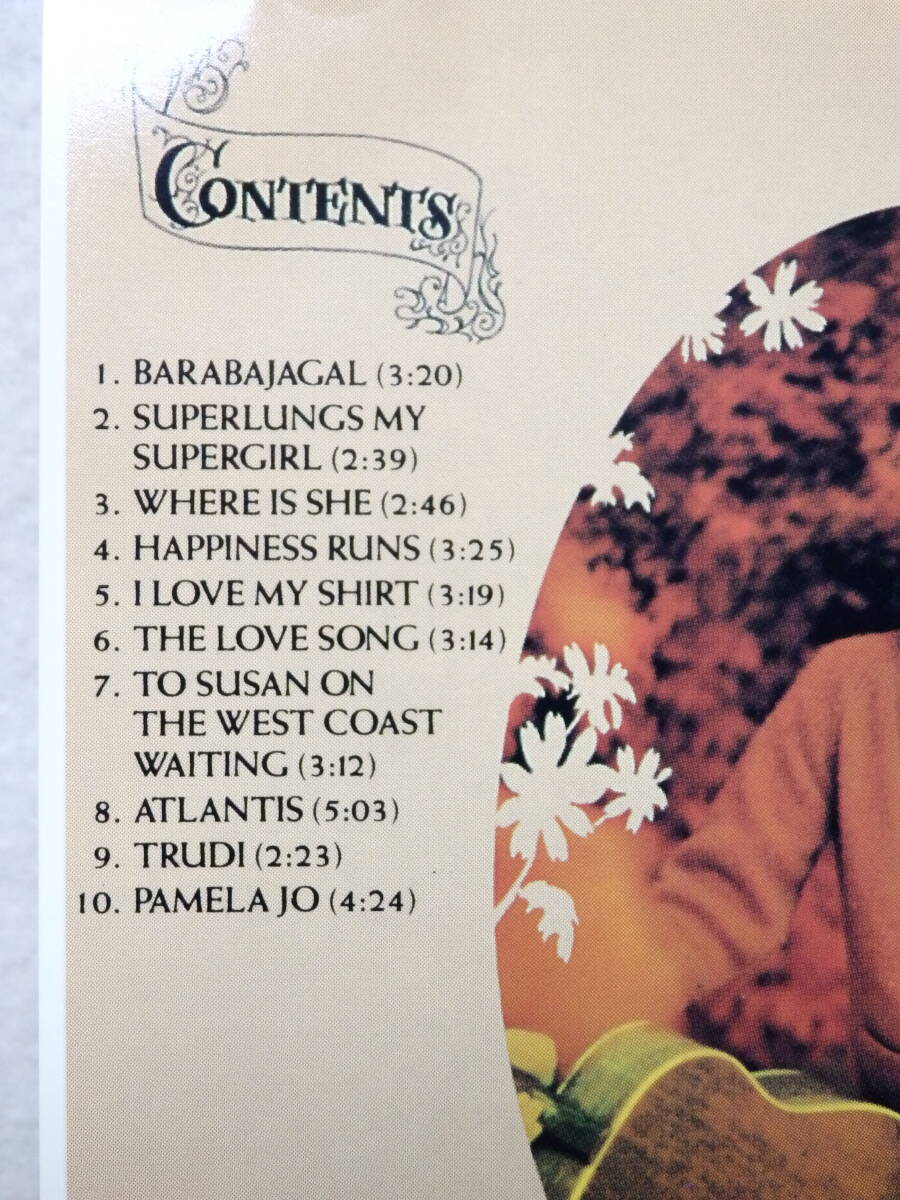 CONTENTS
1. BARABAJAGAL (3:20)
2. SUPERLUNGS MY
SUPERGIRL (2:39)
3. WHERE IS SHE (2:46)
4. HAPPINESS RUNS (3:25)
5. I LOVE MY SHIRT (3:19)
6. THE LOVE SONG (3:14)
7. TO SUSAN ON
THE WEST COAST
WAITING (3:12)
8. ATLANTIS (5:03)
9. TRUDI (2:23)
10. PAMELA JO (4:24)